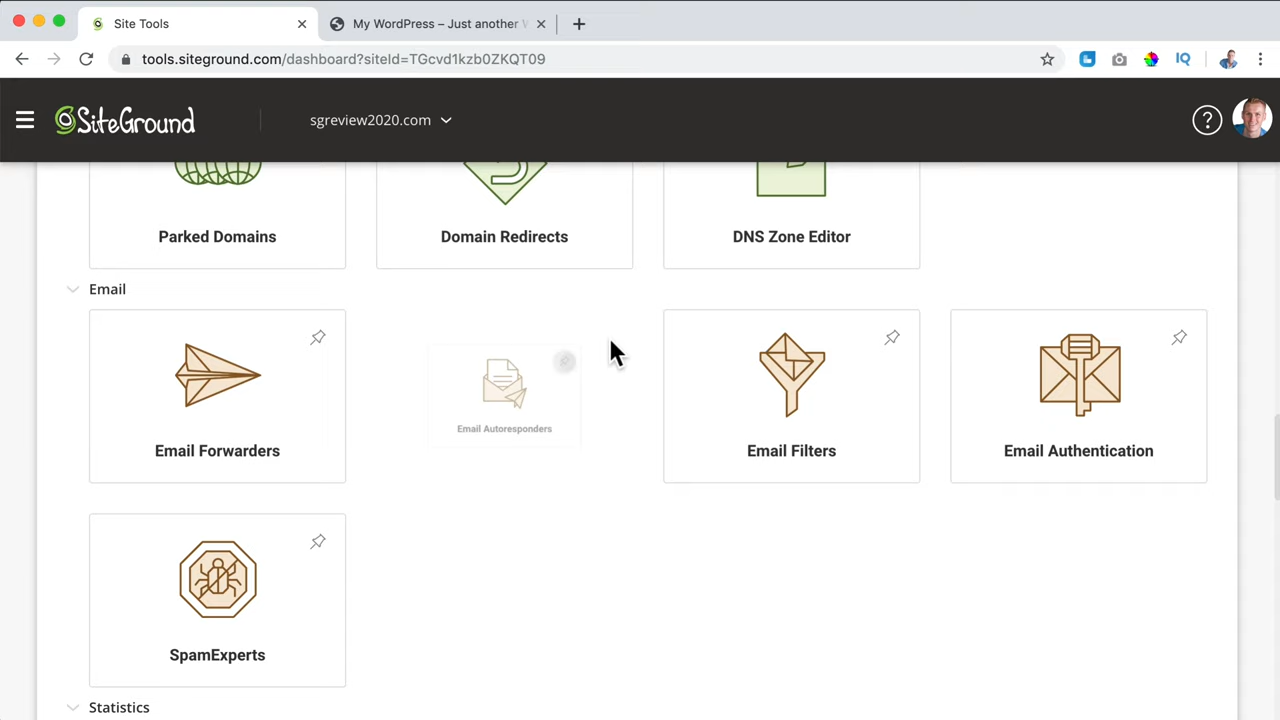 Site Tools
My WordPress – Just another
tools.siteground.com/dashboard?siteId=TGcvd1kzb0ZKQT09
IQ
SiteGround
sgreview2020.com
?
Parked Domains
Domain Redirects
DNS Zone Editor
Email
Email Forwarders
Email Autoresponders
Email Filters
Email Authentication
SpamExperts
Statistics